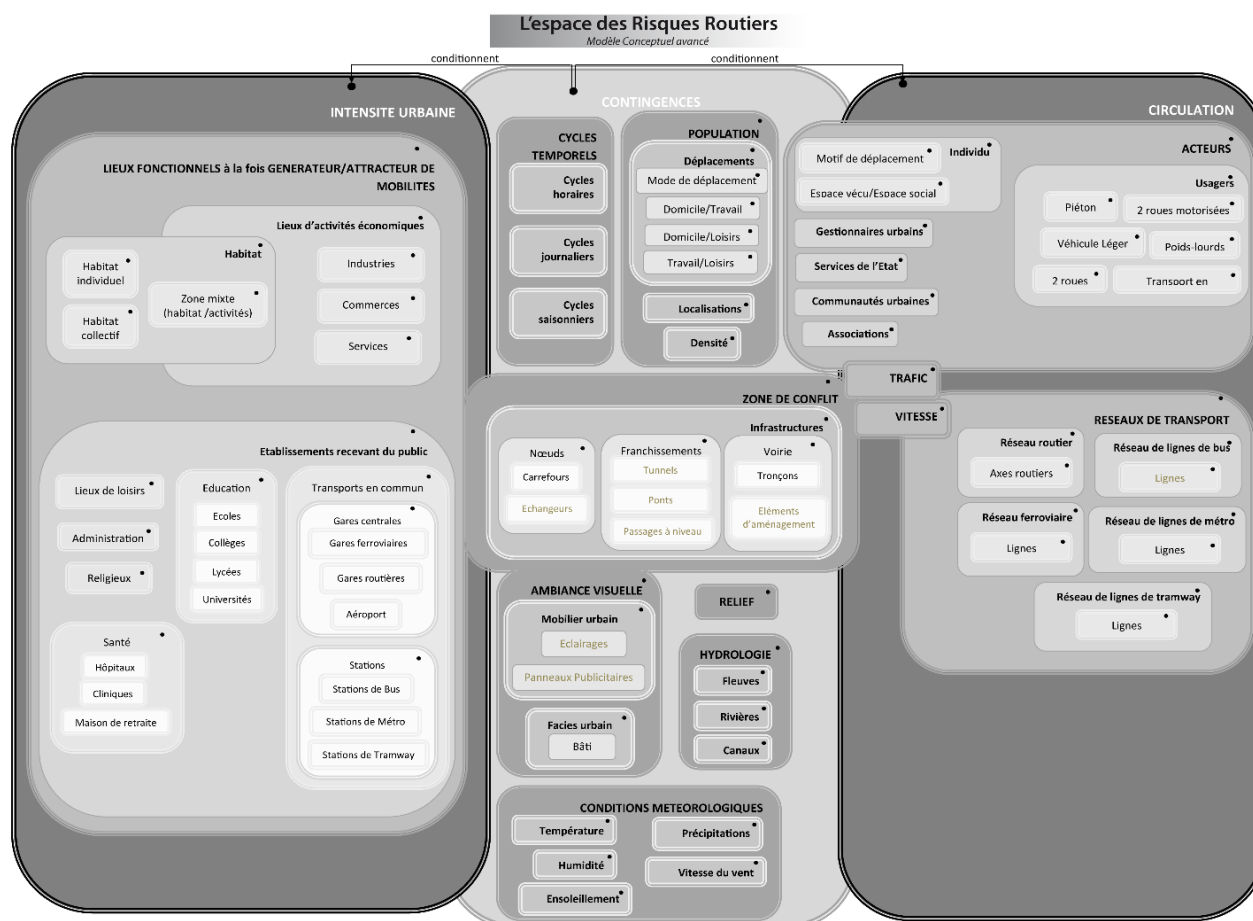 L'espace des Risques Routiers
Modèle Conceptuel avancé
conditionnent
conditionnent
INTENSITE URBAINE
LIEUX FONCTIONNELS à la fois GENERATEUR/ATTRACTEUR DE
MOBILITES
Lieux d'activités économiques
Habitat
Habitat
individuel
Zone mixte
(habitat /activités)
Habitat
collectif
Industries
Commerces
Services
Etablissements recevant du public
Lieux de loisirs
Administration
Religieux
Education
Ecoles
Collèges
Lycées
Universités
Santé
Hôpitaux
Cliniques
Maison de retraite
Transports en commun
Gares centrales
Gares ferroviaires
Gares routières
Aéroport
Stations
Stations de Bus
Stations de Métro
Stations de Tramway
CONTINGENCES
CYCLES
TEMPORELS
Cycles
horaires
Cycles
journaliers
Cycles
saisonniers
POPULATION
Déplacements
Mode de déplacement
Domicile/Travail
Domicile/Loisirs
Travail/Loisirs
Localisations
Densité
ZONE DE CONFLIT
Infrastructures
Nœuds
Carrefours
Echangeurs
Franchissements
Tunnels
Ponts
Passages à niveau
Voirie
Tronçons
Eléments
d'aménagement
AMBIANCE VISUELLE
Mobilier urbain
Eclairages
Panneaux Publicitaires
Facies urbain
Bâti
RELIEF
HYDROLOGIE
Fleuves
Rivières
Canaux
CONDITIONS METEOROLOGIQUES
Température
Humidité
Ensoleillement
Précipitations
Vitesse du vent
CIRCULATION
ACTEURS
Individu
Motif de déplacement
Espace vécu/Espace social
Gestionnaires urbains
Services de l'Etat
Communautés urbaines
Associations
Usagers
Piéton
2 roues motorisées
Véhicule Léger
Poids-lourds
2 roues
Transport en
TRAFIC
VITESSE
RESEAUX DE TRANSPORT
Réseau routier
Axes routiers
Réseau de lignes de bus
Lignes
Réseau ferroviaire
Lignes
Réseau de lignes de métro
Lignes
Réseau de lignes de tramway
Lignes